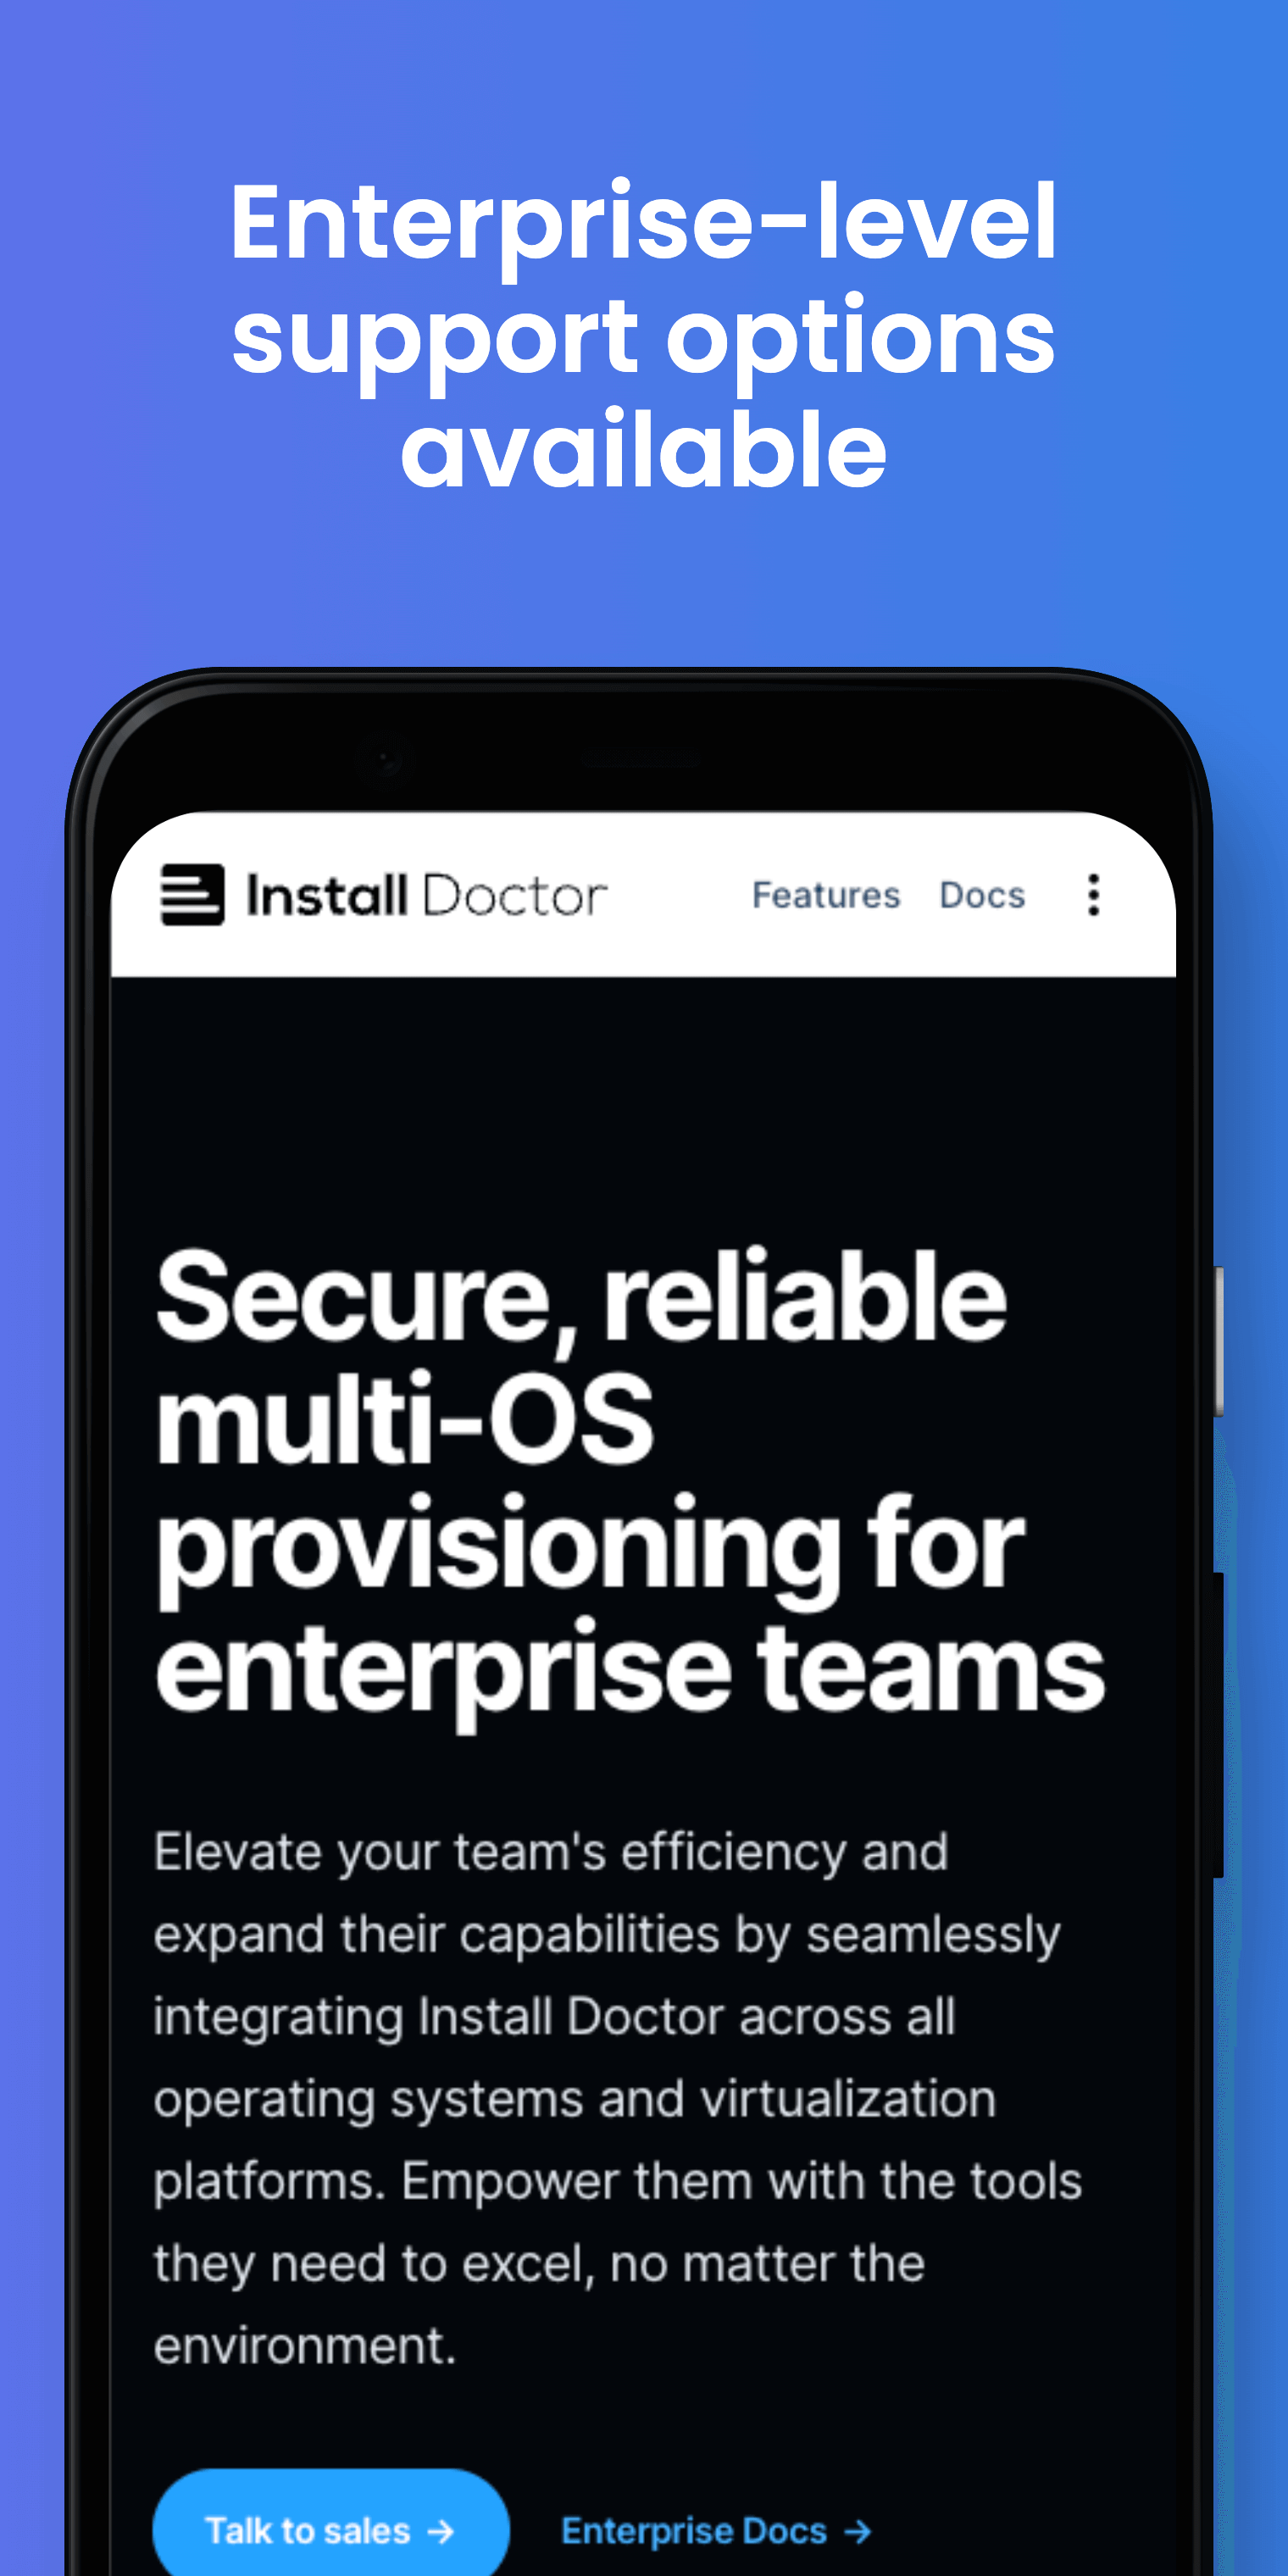 Enterprise-level
support options
available
Install Doctor
Features Docs
Secure, reliable
multi-OS
provisioning for
enterprise teams
Elevate your team's efficiency and
expand their capabilities by seamlessly
integrating Install Doctor across all
operating systems and virtualization
platforms. Empower them with the tools
they need to excel, no matter the
environment.
Talk to sales → Enterprise Docs →